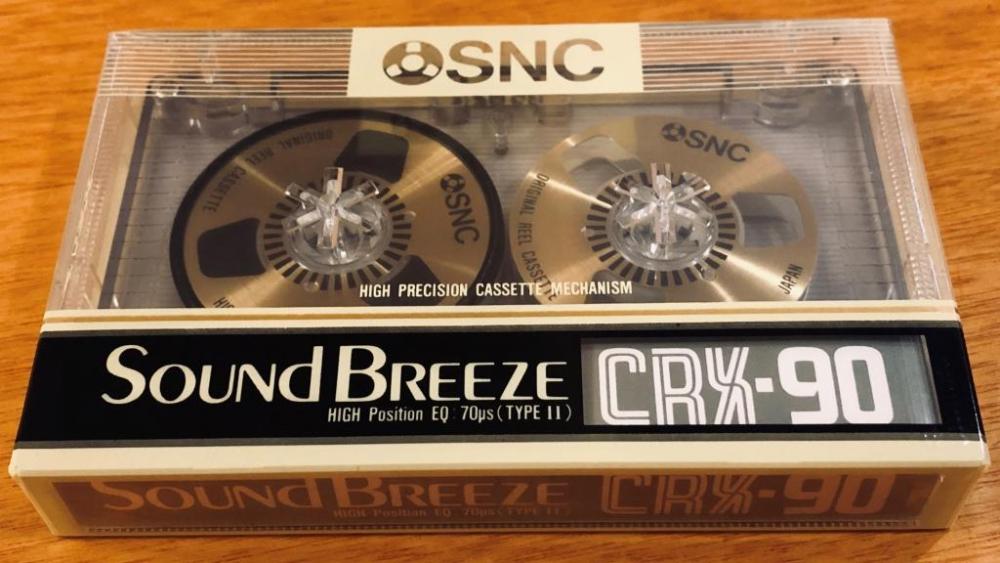 SNC
ORIGINAL REEL CASSETTE
SNC
SNC
ORIGINAL REEL CASSETTE
JAPAN
HIGH PRECISION CASSETTE MECHANISM
SOUND BREEZE
HIGH Position EQ: 70µs (TYPE II)
CRX-90
SOUND BREEZE
HIGH Position EQ: 70µs (TYPE II)
CRX-90